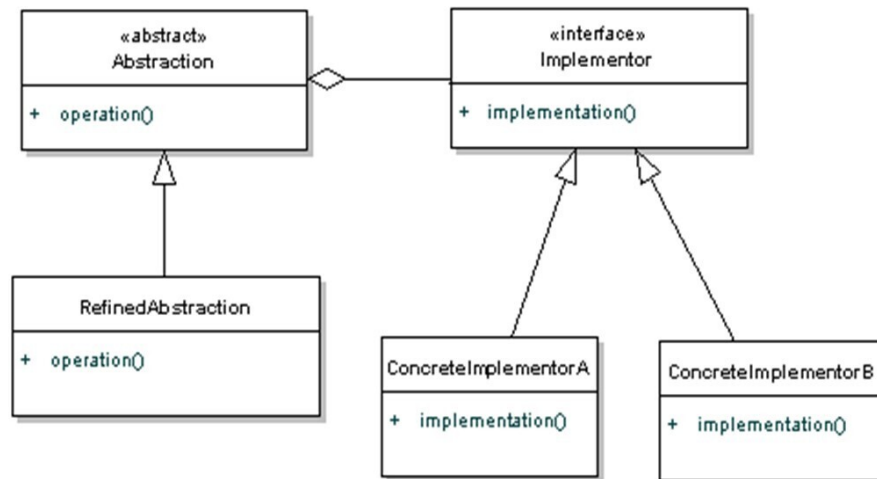 «abstract»
Abstraction
+ operation()
«interface»
Implementor
+ implementation()
RefinedAbstraction
+ operation()
ConcreteImplementorA
+ implementation()
ConcreteImplementorB
+ implementation()